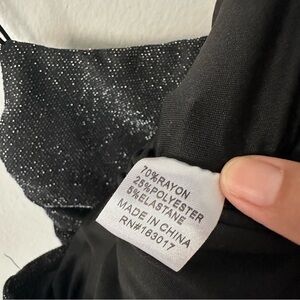 70%RAYON
25%POLYESTER
5%ELASTANE
MADE IN CHINA
RN#163017